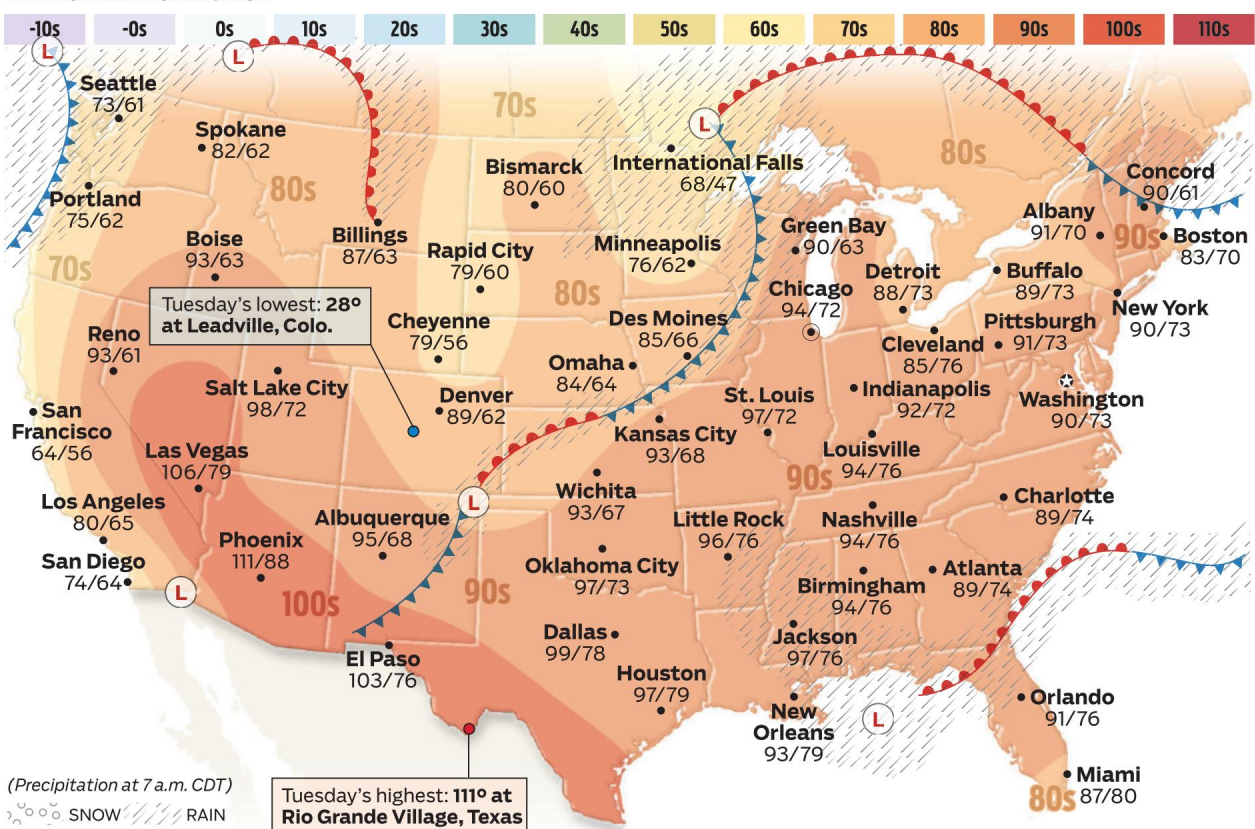 -10s -0s 0s 10s 20s 30s 40s 50s 60s 70s 80s 90s 100s 110s
L
L
Seattle
73/61
70s
L
Spokane
82/62
80s
Bismarck
80/60
International Falls
68/47
80s
Concord
90/61
Portland
75/62
Billings
87/63
Boise
93/63
Rapid City
79/60
Minneapolis
76/62
Green Bay
90/63
Albany
91/70
90s
Boston
83/70
70s
80s
Detroit
88/73
Buffalo
89/73
Chicago
94/72
New York
90/73
Tuesday's lowest: 28º
at Leadville, Colo.
Reno
93/61
Cheyenne
79/56
Des Moines
85/66
Cleveland
85/76
Pittsburgh
91/73
Omaha
84/64
Salt Lake City
98/72
Denver
89/62
St. Louis
97/72
Indianapolis
92/72
Washington
90/73
San
Francisco
64/56
Kansas City
93/68
Las Vegas
106/79
Louisville
94/76
90s
Los Angeles
80/65
L
Wichita
93/67
Charlotte
89/74
Albuquerque
95/68
Little Rock
96/76
Nashville
94/76
Phoenix
111/88
San Diego
74/64
L
Oklahoma City
97/73
Birmingham
94/76
Atlanta
89/74
100s
90s
Dallas
99/78
Jackson
97/76
El Paso
103/76
Houston
97/79
New
Orleans
93/79
L
Orlando
91/76
Miami
87/80
80s
(Precipitation at 7 a.m. CDT)
SNOW RAIN
Tuesday's highest: 111º at
Rio Grande Village, Texas